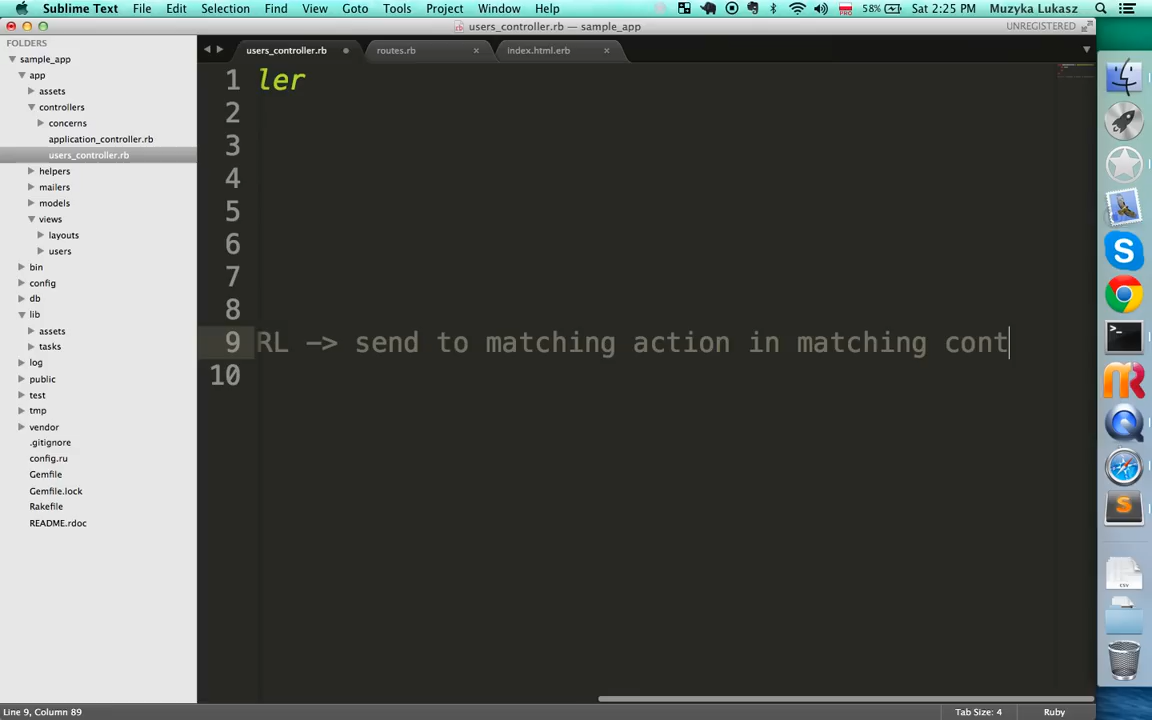 Sublime Text File Edit Selection Find View Goto Tools Project Window Help 58% Sat 2:25 PM Muzyka Lukasz
users_controller.rb — sample_app UNREGISTERED
FOLDERS
sample_app
app
assets
controllers
concerns
application_controller.rb
users_controller.rb
helpers
mailers
models
views
layouts
users
bin
config
db
lib
assets
tasks
log
public
test
tmp
vendor
.gitignore
config.ru
Gemfile
Gemfile.lock
Rakefile
README.rdoc
users_controller.rb routes.rb index.html.erb
1 ler
2
3
4
5
6
7
8
9 RL -> send to matching action in matching cont
10
S
>_
S
CSV
Line 9, Column 89 Tab Size: 4 Ruby